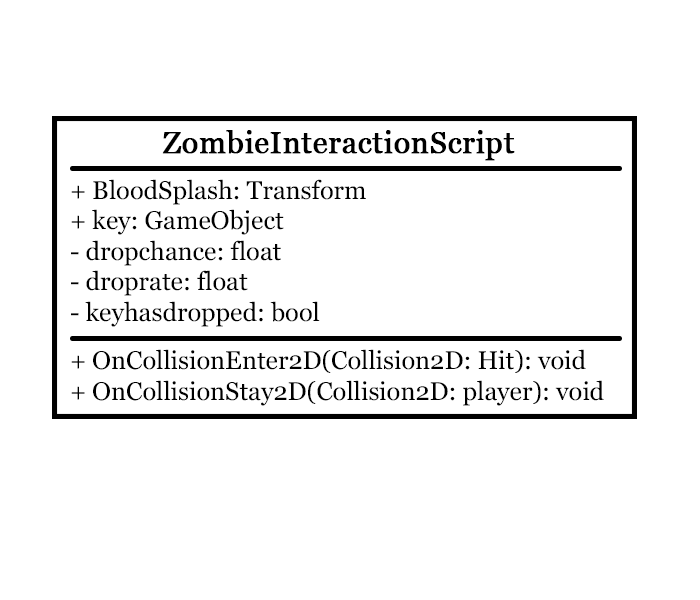 ZombieInteractionScript
+ BloodSplash: Transform
+ key: GameObject
- dropchance: float
- droprate: float
- keyhasdropped: bool
+ OnCollisionEnter2D(Collision2D: Hit): void
+ OnCollisionStay2D(Collision2D: player): void